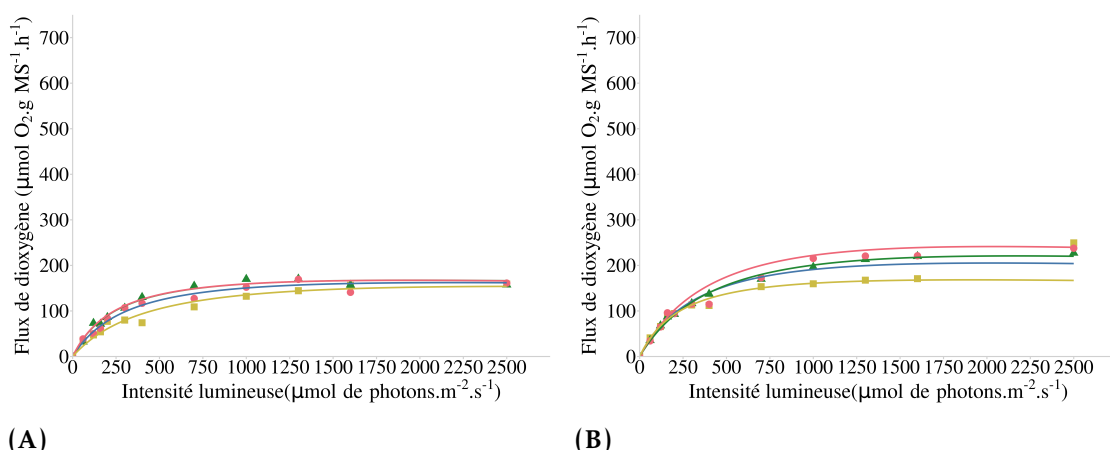 700
600
500
400
300
200
100
0
Flux de dioxygène (μmol O₂.g MS⁻¹.h⁻¹)
0 250 500 750 1000 1250 1500 1750 2000 2250 2500
Intensité lumineuse(μmol de photons.m⁻².s⁻¹)
(A)
700
600
500
400
300
200
100
0
Flux de dioxygène (μmol O₂.g MS⁻¹.h⁻¹)
0 250 500 750 1000 1250 1500 1750 2000 2250 2500
Intensité lumineuse(μmol de photons.m⁻².s⁻¹)
(B)